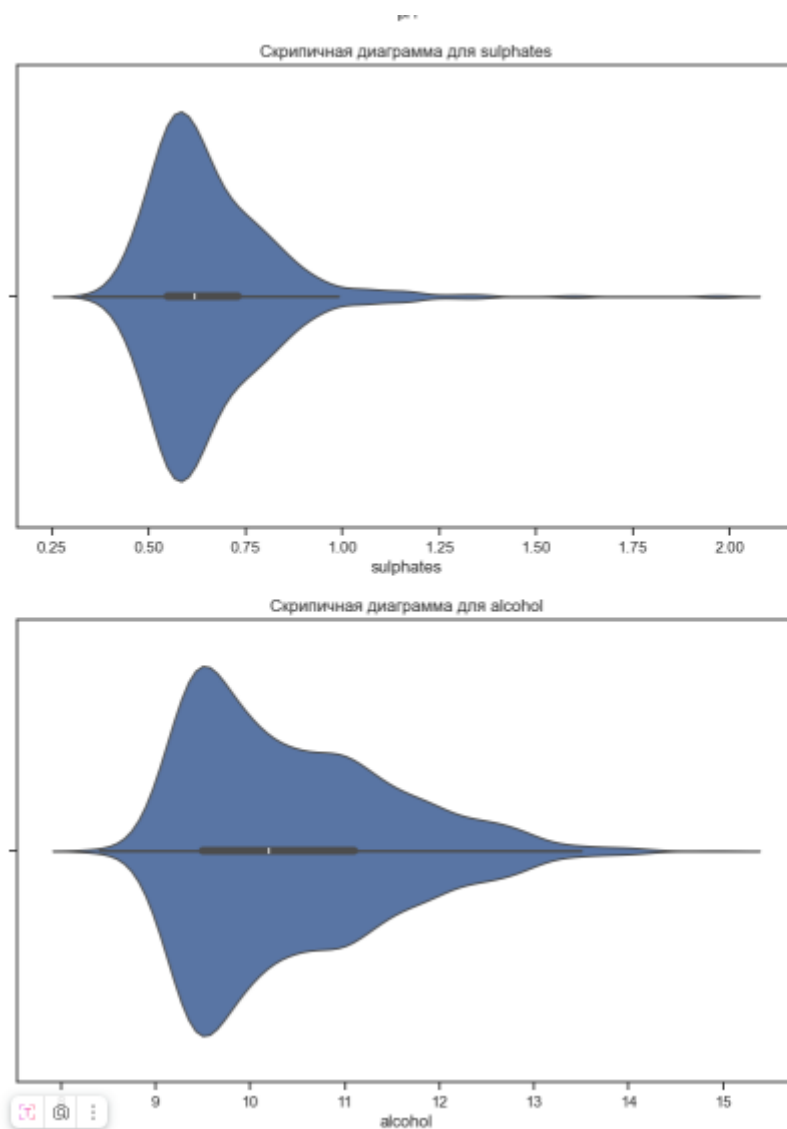 Скрипичная диаграмма для sulphates
0.25 0.50 0.75 1.00 1.25 1.50 1.75 2.00
sulphates
Скрипичная диаграмма для alcohol
9 10 11 12 13 14 15
alcohol